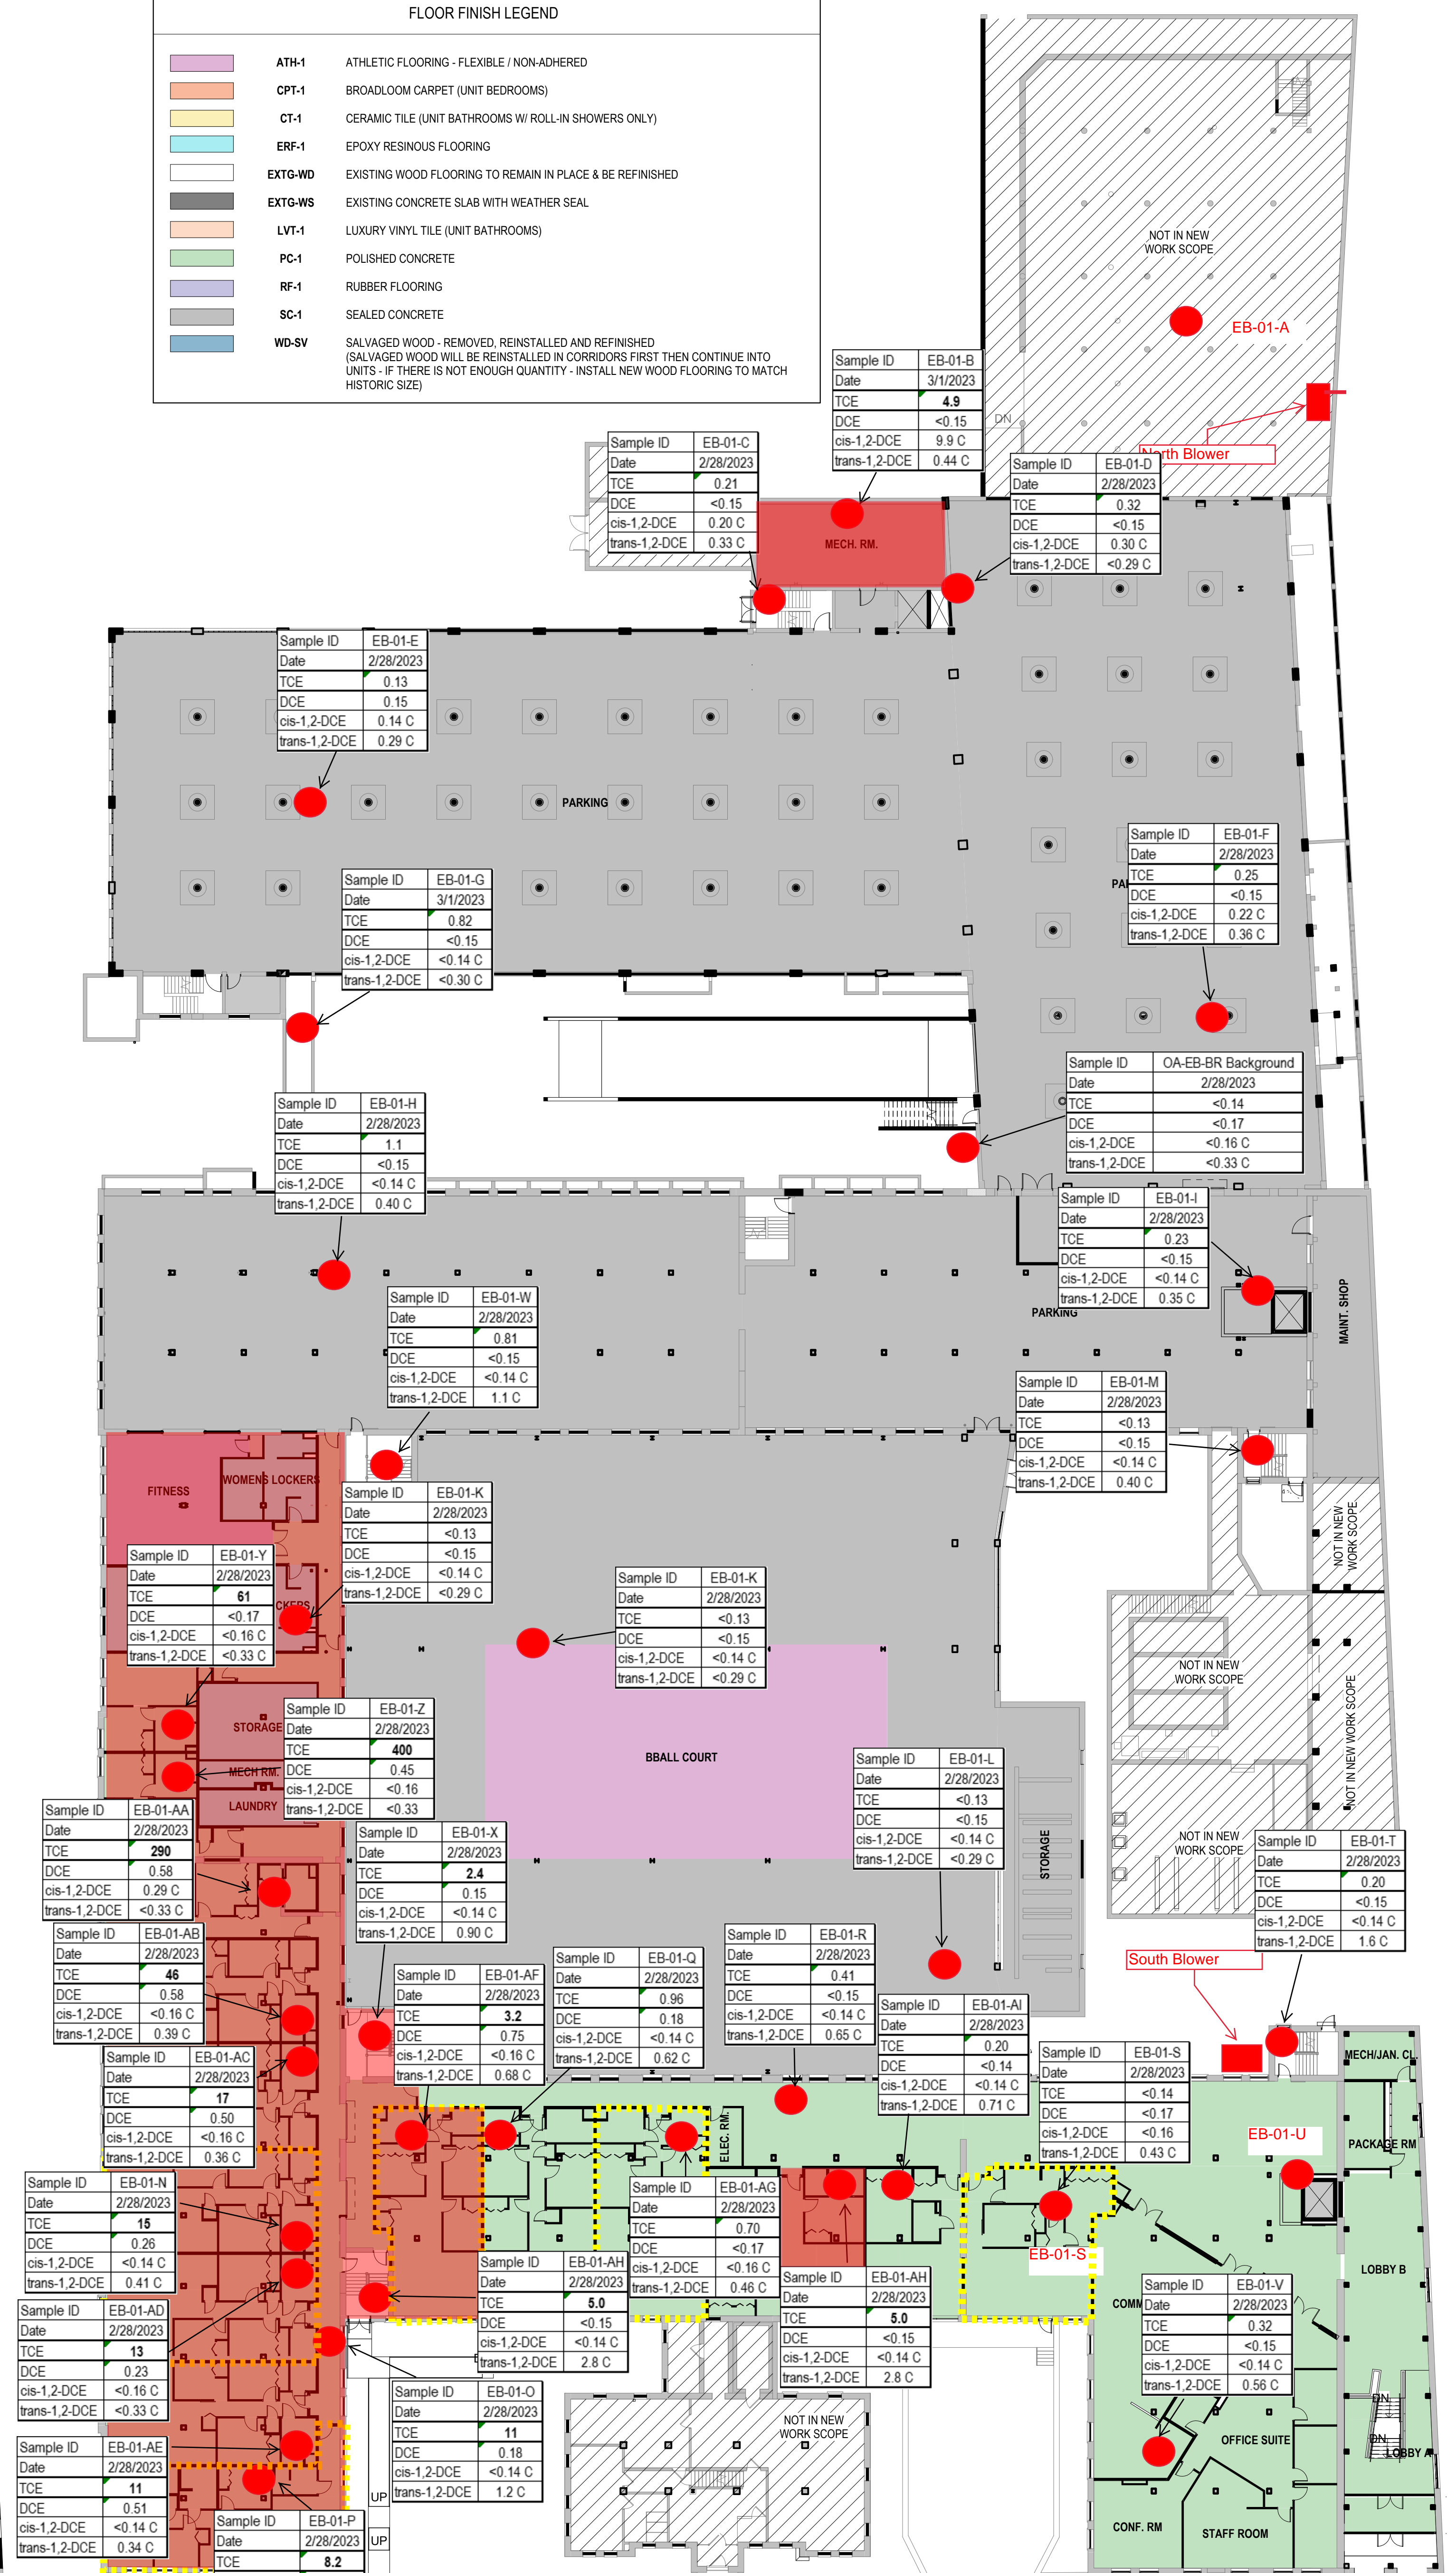 FLOOR FINISH LEGEND
ATH-1 ATHLETIC FLOORING - FLEXIBLE / NON-ADHERED
CPT-1 BROADLOOM CARPET (UNIT BEDROOMS)
CT-1 CERAMIC TILE (UNIT BATHROOMS W/ ROLL-IN SHOWERS ONLY)
ERF-1 EPOXY RESINOUS FLOORING
EXTG-WD EXISTING WOOD FLOORING TO REMAIN IN PLACE & BE REFINISHED
EXTG-WS EXISTING CONCRETE SLAB WITH WEATHER SEAL
LVT-1 LUXURY VINYL TILE (UNIT BATHROOMS)
PC-1 POLISHED CONCRETE
RF-1 RUBBER FLOORING
SC-1 SEALED CONCRETE
WD-SV SALVAGED WOOD - REMOVED, REINSTALLED AND REFINISHED
(SALVAGED WOOD WILL BE REINSTALLED IN CORRIDORS FIRST THEN CONTINUE INTO
UNITS - IF THERE IS NOT ENOUGH QUANTITY - INSTALL NEW WOOD FLOORING TO MATCH
HISTORIC SIZE)
NOT IN NEW
WORK SCOPE
EB-01-A
DN
North Blower
Sample ID EB-01-B
Date 3/1/2023
TCE 4.9
DCE <0.15
cis-1,2-DCE 9.9 C
trans-1,2-DCE 0.44 C
Sample ID EB-01-C
Date 2/28/2023
TCE 0.21
DCE <0.15
cis-1,2-DCE 0.20 C
trans-1,2-DCE 0.33 C
Sample ID EB-01-D
Date 2/28/2023
TCE 0.32
DCE <0.15
cis-1,2-DCE 0.30 C
trans-1,2-DCE <0.29 C
MECH. RM.
Sample ID EB-01-E
Date 2/28/2023
TCE 0.13
DCE 0.15
cis-1,2-DCE 0.14 C
trans-1,2-DCE 0.29 C
PARKING
Sample ID EB-01-F
Date 2/28/2023
TCE 0.25
DCE <0.15
cis-1,2-DCE 0.22 C
trans-1,2-DCE 0.36 C
Sample ID EB-01-G
Date 3/1/2023
TCE 0.82
DCE <0.15
cis-1,2-DCE <0.14 C
trans-1,2-DCE <0.30 C
Sample ID OA-EB-BR Background
Date 2/28/2023
TCE <0.14
DCE <0.17
cis-1,2-DCE <0.16 C
trans-1,2-DCE <0.33 C
Sample ID EB-01-H
Date 2/28/2023
TCE 1.1
DCE <0.15
cis-1,2-DCE <0.14 C
trans-1,2-DCE 0.40 C
Sample ID EB-01-I
Date 2/28/2023
TCE 0.23
DCE <0.15
cis-1,2-DCE <0.14 C
trans-1,2-DCE 0.35 C
PARKING
MAINT. SHOP
Sample ID EB-01-W
Date 2/28/2023
TCE 0.81
DCE <0.15
cis-1,2-DCE <0.14 C
trans-1,2-DCE 1.1 C
Sample ID EB-01-M
Date 2/28/2023
TCE <0.13
DCE <0.15
cis-1,2-DCE <0.14 C
trans-1,2-DCE 0.40 C
FITNESS
WOMENS LOCKERS
Sample ID EB-01-K
Date 2/28/2023
TCE <0.13
DCE <0.15
cis-1,2-DCE <0.14 C
trans-1,2-DCE <0.29 C
NOT IN NEW
WORK SCOPE
Sample ID EB-01-Y
Date 2/28/2023
TCE 61
DCE <0.17
cis-1,2-DCE <0.16 C
trans-1,2-DCE <0.33 C
Sample ID EB-01-K
Date 2/28/2023
TCE <0.13
DCE <0.15
cis-1,2-DCE <0.14 C
trans-1,2-DCE <0.29 C
NOT IN NEW
WORK SCOPE
NOT IN NEW WORK SCOPE
STORAGE
MECH RM.
LAUNDRY
Sample ID EB-01-Z
Date 2/28/2023
TCE 400
DCE 0.45
cis-1,2-DCE <0.16
trans-1,2-DCE <0.33
BBALL COURT
Sample ID EB-01-L
Date 2/28/2023
TCE <0.13
DCE <0.15
cis-1,2-DCE <0.14 C
trans-1,2-DCE <0.29 C
STORAGE
NOT IN NEW
WORK SCOPE
Sample ID EB-01-AA
Date 2/28/2023
TCE 290
DCE 0.58
cis-1,2-DCE 0.29 C
trans-1,2-DCE <0.33 C
Sample ID EB-01-X
Date 2/28/2023
TCE 2.4
DCE 0.15
cis-1,2-DCE <0.14 C
trans-1,2-DCE 0.90 C
Sample ID EB-01-T
Date 2/28/2023
TCE 0.20
DCE <0.15
cis-1,2-DCE <0.14 C
trans-1,2-DCE 1.6 C
Sample ID EB-01-AB
Date 2/28/2023
TCE 46
DCE 0.58
cis-1,2-DCE <0.16 C
trans-1,2-DCE 0.39 C
Sample ID EB-01-AF
Date 2/28/2023
TCE 3.2
DCE 0.75
cis-1,2-DCE <0.16 C
trans-1,2-DCE 0.68 C
Sample ID EB-01-Q
Date 2/28/2023
TCE 0.96
DCE 0.18
cis-1,2-DCE <0.14 C
trans-1,2-DCE 0.62 C
Sample ID EB-01-R
Date 2/28/2023
TCE 0.41
DCE <0.15
cis-1,2-DCE <0.14 C
trans-1,2-DCE 0.65 C
South Blower
Sample ID EB-01-AI
Date 2/28/2023
TCE 0.20
DCE <0.14
cis-1,2-DCE <0.14 C
trans-1,2-DCE 0.71 C
Sample ID EB-01-S
Date 2/28/2023
TCE <0.14
DCE <0.17
cis-1,2-DCE <0.16
trans-1,2-DCE 0.43 C
MECH/JAN. CL.
Sample ID EB-01-AC
Date 2/28/2023
TCE 17
DCE 0.50
cis-1,2-DCE <0.16 C
trans-1,2-DCE 0.36 C
ELEC. RM.
EB-01-U
PACKAGE RM
Sample ID EB-01-N
Date 2/28/2023
TCE 15
DCE 0.26
cis-1,2-DCE <0.14 C
trans-1,2-DCE 0.41 C
Sample ID EB-01-AG
Date 2/28/2023
TCE 0.70
DCE <0.17
cis-1,2-DCE <0.16 C
trans-1,2-DCE 0.46 C
EB-01-S
LOBBY B
Sample ID EB-01-AH
Date 2/28/2023
TCE 5.0
DCE <0.15
cis-1,2-DCE <0.14 C
trans-1,2-DCE 2.8 C
Sample ID EB-01-AH
Date 2/28/2023
TCE 5.0
DCE <0.15
cis-1,2-DCE <0.14 C
trans-1,2-DCE 2.8 C
Sample ID EB-01-V
Date 2/28/2023
TCE 0.32
DCE <0.15
cis-1,2-DCE <0.14 C
trans-1,2-DCE 0.56 C
Sample ID EB-01-AD
Date 2/28/2023
TCE 13
DCE 0.23
cis-1,2-DCE <0.16 C
trans-1,2-DCE <0.33 C
Sample ID EB-01-O
Date 2/28/2023
TCE 11
DCE 0.18
cis-1,2-DCE <0.14 C
trans-1,2-DCE 1.2 C
UP
NOT IN NEW
WORK SCOPE
DN
DN
OFFICE SUITE
LOBBY A
Sample ID EB-01-AE
Date 2/28/2023
TCE 11
DCE 0.51
cis-1,2-DCE <0.14 C
trans-1,2-DCE 0.34 C
Sample ID EB-01-P
Date 2/28/2023
TCE 8.2
UP
CONF. RM
STAFF ROOM